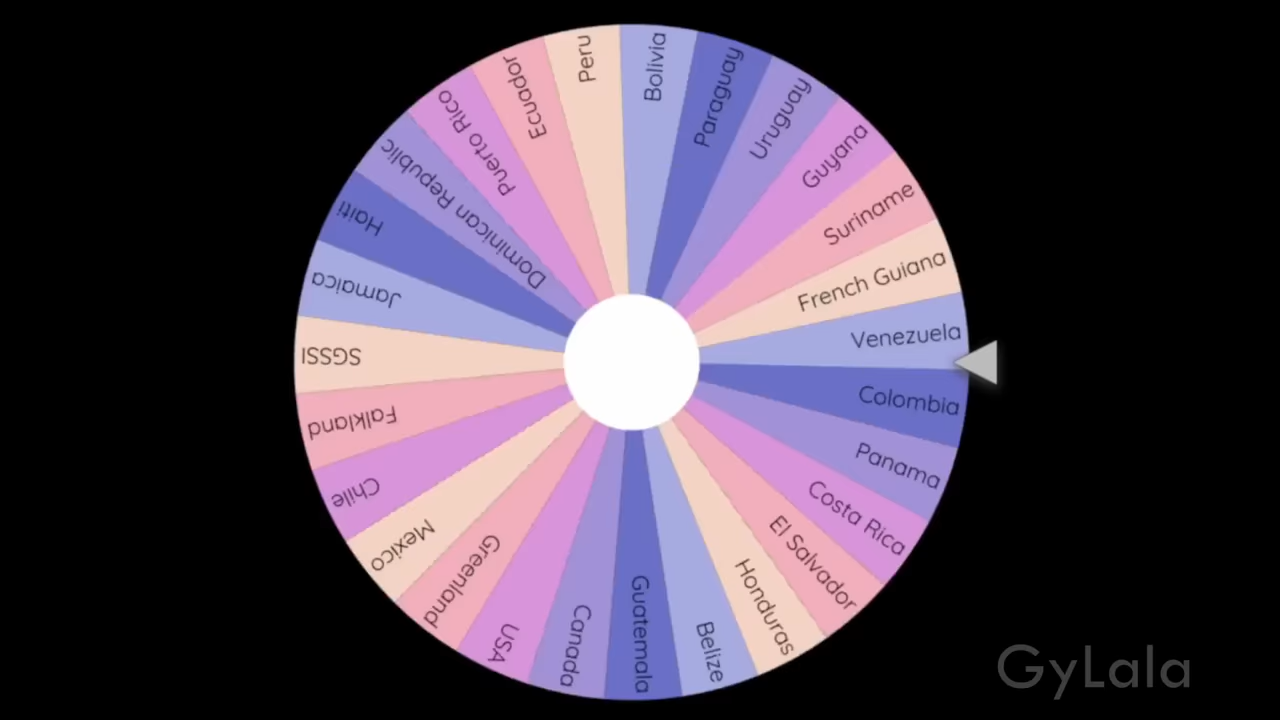 Peru
Bolivia
Paraguay
Uruguay
Guyana
Suriname
French Guiana
Venezuela
Colombia
Panama
Costa Rica
El Salvador
Honduras
Belize
Guatemala
Canada
USA
Greenland
Mexico
Chile
Falkland
SGSSI
Jamaica
Haiti
Dominican Republic
Puerto Rico
Ecuador
GyLala